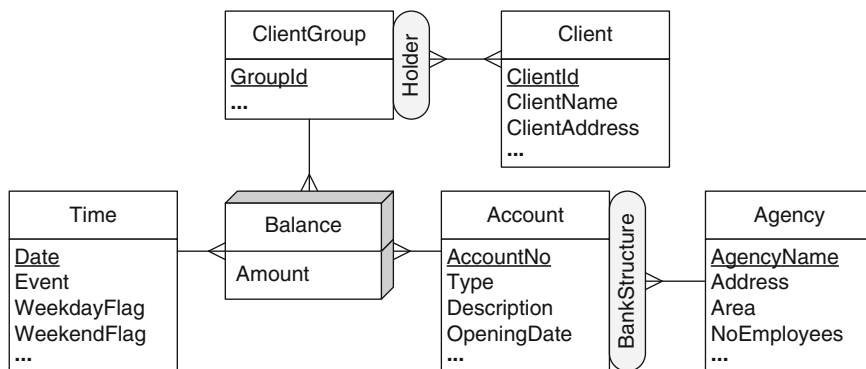 ClientGroup
GroupId
...
Holder
Client
ClientId
ClientName
ClientAddress
...
Time
Date
Event
WeekdayFlag
WeekendFlag
...
Balance
Amount
Account
AccountNo
Type
Description
OpeningDate
...
BankStructure
Agency
AgencyName
Address
Area
NoEmployees
...